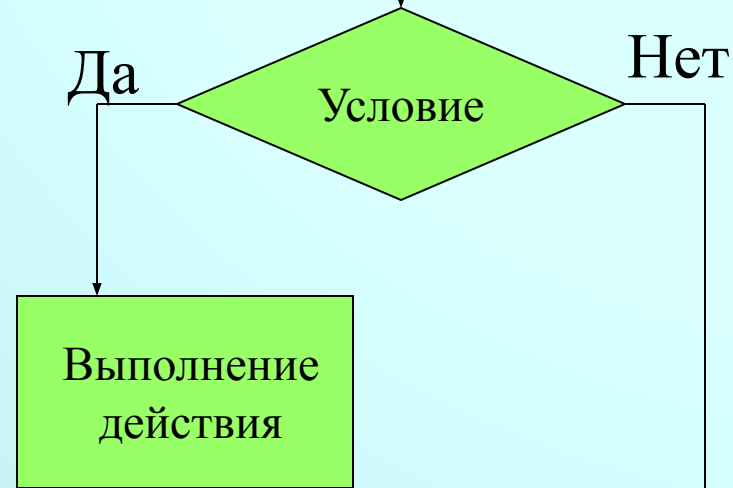 Да
Нет
Условие
Выполнение
действия